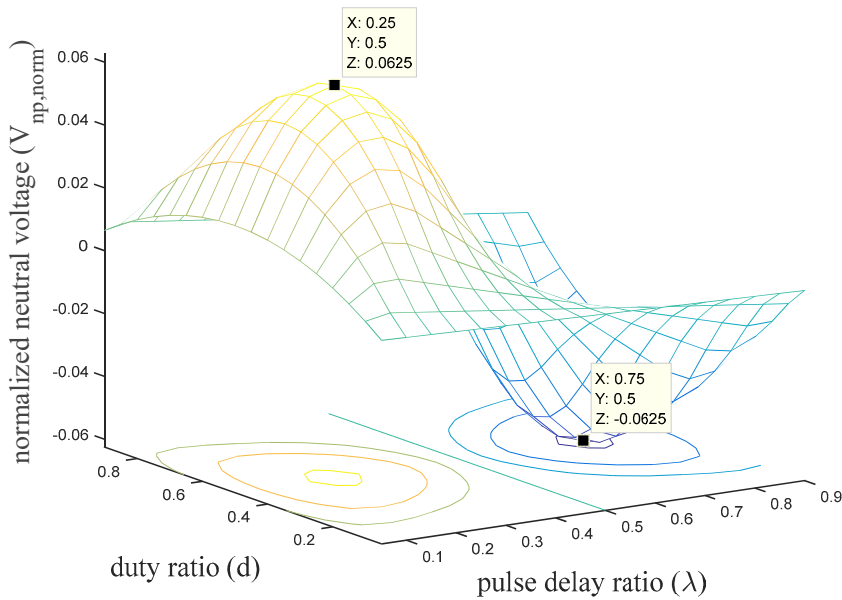 X: 0.25
Y: 0.5
Z: 0.0625
0.06
0.04
0.02
0
-0.02
-0.04
-0.06
normalized neutral voltage (V_np,norm)
X: 0.75
Y: 0.5
Z: -0.0625
0.8
0.6
0.4
0.2
duty ratio (d)
0.1
0.2
0.3
0.4
0.5
0.6
0.7
0.8
0.9
pulse delay ratio (λ)